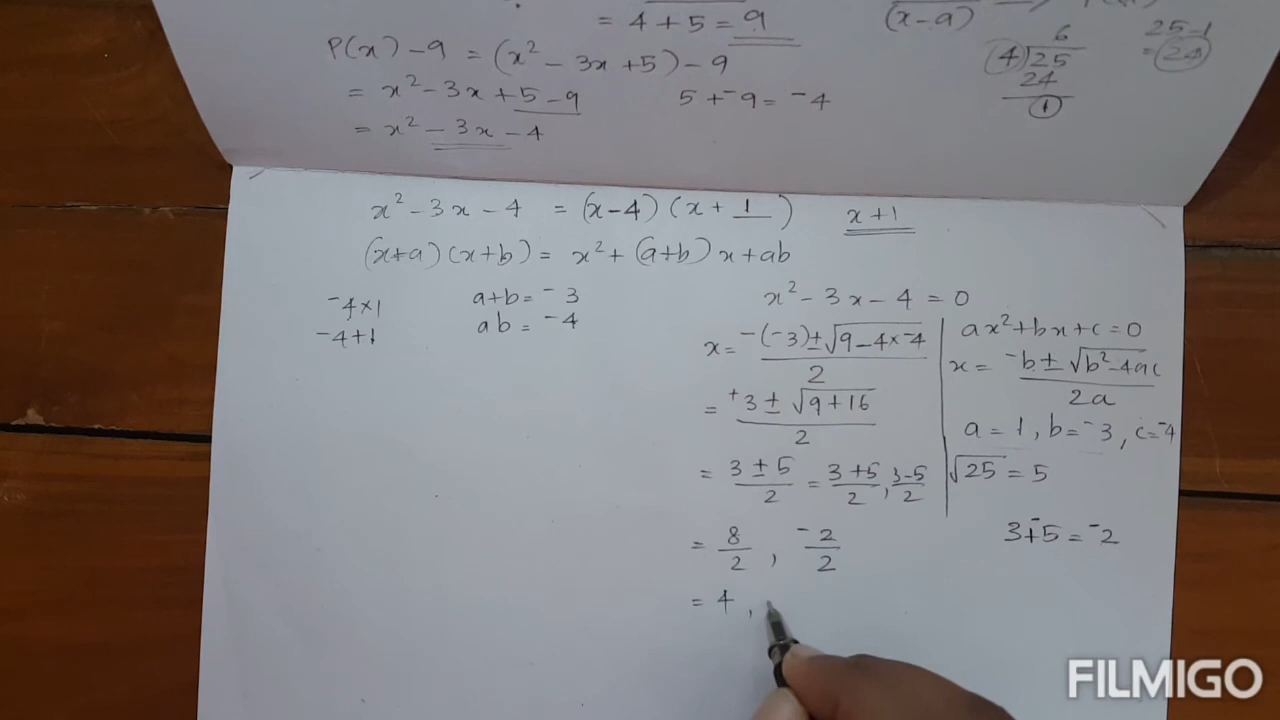 = 4 + 5 = 9
(x-a)
P(x) - 9 = (x² - 3x + 5) - 9
= x² - 3x + 5 - 9
5 + ⁻9 = ⁻4
= x² - 3x - 4
6
4)25
24
1
25-1
= 24
x² - 3x - 4 = (x-4) (x + 1)
x+1
(x+a) (x+b) = x² + (a+b) x + ab
⁻4×1
⁻4+1
a+b = ⁻3
ab = ⁻4
x² - 3x - 4 = 0
x = -(⁻3) ± √9 - 4×⁻4 / 2
= +3 ± √9+16 / 2
= 3 ± 5 / 2 = 3+5 / 2 , 3-5 / 2
= 8/2 , ⁻2/2
= 4 ,
ax² + bx + c = 0
x = ⁻b ± √b² - 4ac / 2a
a = 1 , b = ⁻3 , c = ⁻4
√25 = 5
3 + ⁻5 = ⁻2
FILMIGO